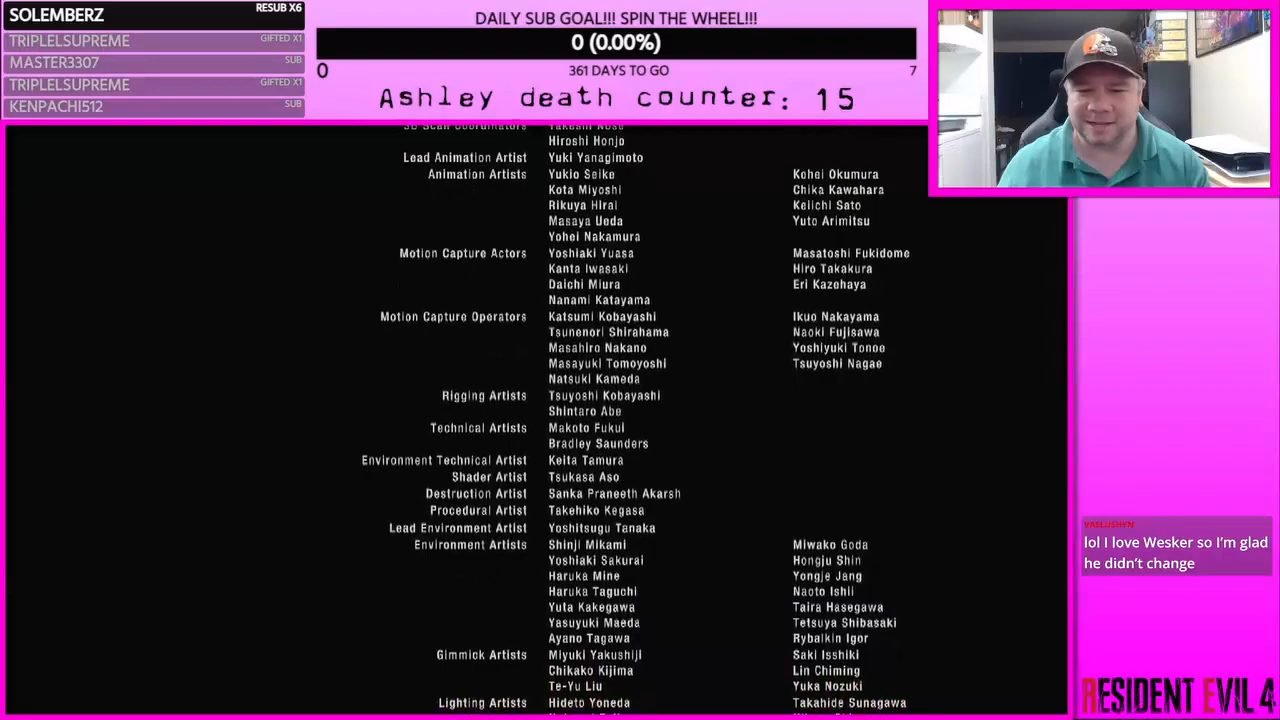 SOLEMBERZ RESUB X6
TRIPLELSUPREME GIFTED X1
MASTER3307 SUB
TRIPLELSUPREME GIFTED X1
KENPACHI512 SUB
DAILY SUB GOAL!!! SPIN THE WHEEL!!!
0 (0.00%)
0 361 DAYS TO GO 7
Ashley death counter: 15
3D Scan Coordinators Takeshi Nose
Hiroshi Honjo
Lead Animation Artist Yuki Yanagimoto
Animation Artists Yukio Seike Kohei Okumura
Kota Miyoshi Chika Kawahara
Rikuya Hirai Keiichi Sato
Masaya Ueda Yuto Arimitsu
Yohei Nakamura
Motion Capture Actors Yoshiaki Yuasa Masatoshi Fukidome
Kanta Iwasaki Hiro Takakura
Daichi Miura Eri Kazehaya
Nanami Katayama
Motion Capture Operators Katsumi Kobayashi Ikuo Nakayama
Tsunenori Shirahama Naoki Fujisawa
Masahiro Nakano Yoshiyuki Tonoe
Masayuki Tomoyoshi Tsuyoshi Nagae
Natsuki Kameda
Rigging Artists Tsuyoshi Kobayashi
Shintaro Abe
Technical Artists Makoto Fukui
Bradley Saunders
Environment Technical Artist Keita Tamura
Shader Artist Tsukasa Aso
Destruction Artist Sanka Praneeth Akarsh
Procedural Artist Takehiko Kegasa
Lead Environment Artist Yoshitsugu Tanaka
Environment Artists Shinji Mikami Miwako Goda
Yoshiaki Sakurai Hongju Shin
Haruka Mine Yongje Jang
Haruka Taguchi Naoto Ishii
Yuta Kakegawa Taira Hasegawa
Yasuyuki Maeda Tetsuya Shibasaki
Ayano Tagawa Rybalkin Igor
Gimmick Artists Miyuki Yakushiji Saki Isshiki
Chikako Kijima Lin Chiming
Te-Yu Liu Yuka Nozuki
Lighting Artists Hideto Yoneda Takahide Sunagawa
VAELUSHYN
lol I love Wesker so I'm glad
he didn't change
RESIDENT EVIL 4